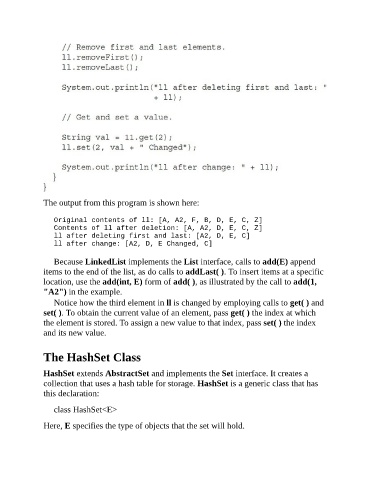 // Remove first and last elements.
ll.removeFirst();
ll.removeLast();
System.out.println("ll after deleting first and last: "
+ ll);
// Get and set a value.
String val = ll.get(2);
ll.set(2, val + " Changed");
System.out.println("ll after change: " + ll);
}
}
The output from this program is shown here:
Original contents of ll: [A, A2, F, B, D, E, C, Z]
Contents of ll after deletion: [A, A2, D, E, C, Z]
ll after deleting first and last: [A2, D, E, C]
ll after change: [A2, D, E Changed, C]
Because LinkedList implements the List interface, calls to add(E) append
items to the end of the list, as do calls to addLast( ). To insert items at a specific
location, use the add(int, E) form of add( ), as illustrated by the call to add(1,
"A2") in the example.
Notice how the third element in ll is changed by employing calls to get( ) and
set( ). To obtain the current value of an element, pass get( ) the index at which
the element is stored. To assign a new value to that index, pass set( ) the index
and its new value.
The HashSet Class
HashSet extends AbstractSet and implements the Set interface. It creates a
collection that uses a hash table for storage. HashSet is a generic class that has
this declaration:
class HashSet<E>
Here, E specifies the type of objects that the set will hold.